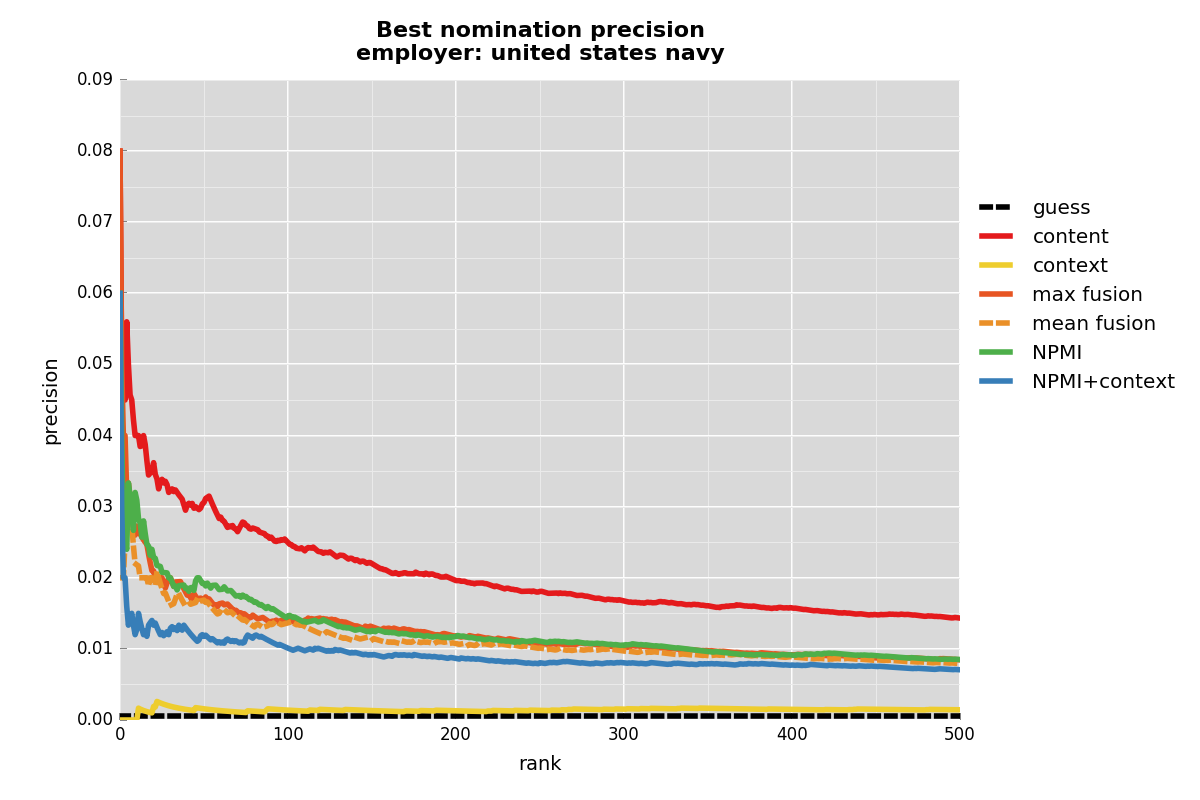 Best nomination precision
employer: united states navy
0.09
0.08
0.07
0.06
0.05
0.04
0.03
0.02
0.01
0.00
precision
0
100
200
300
400
500
rank
guess
content
context
max fusion
mean fusion
NPMI
NPMI+context